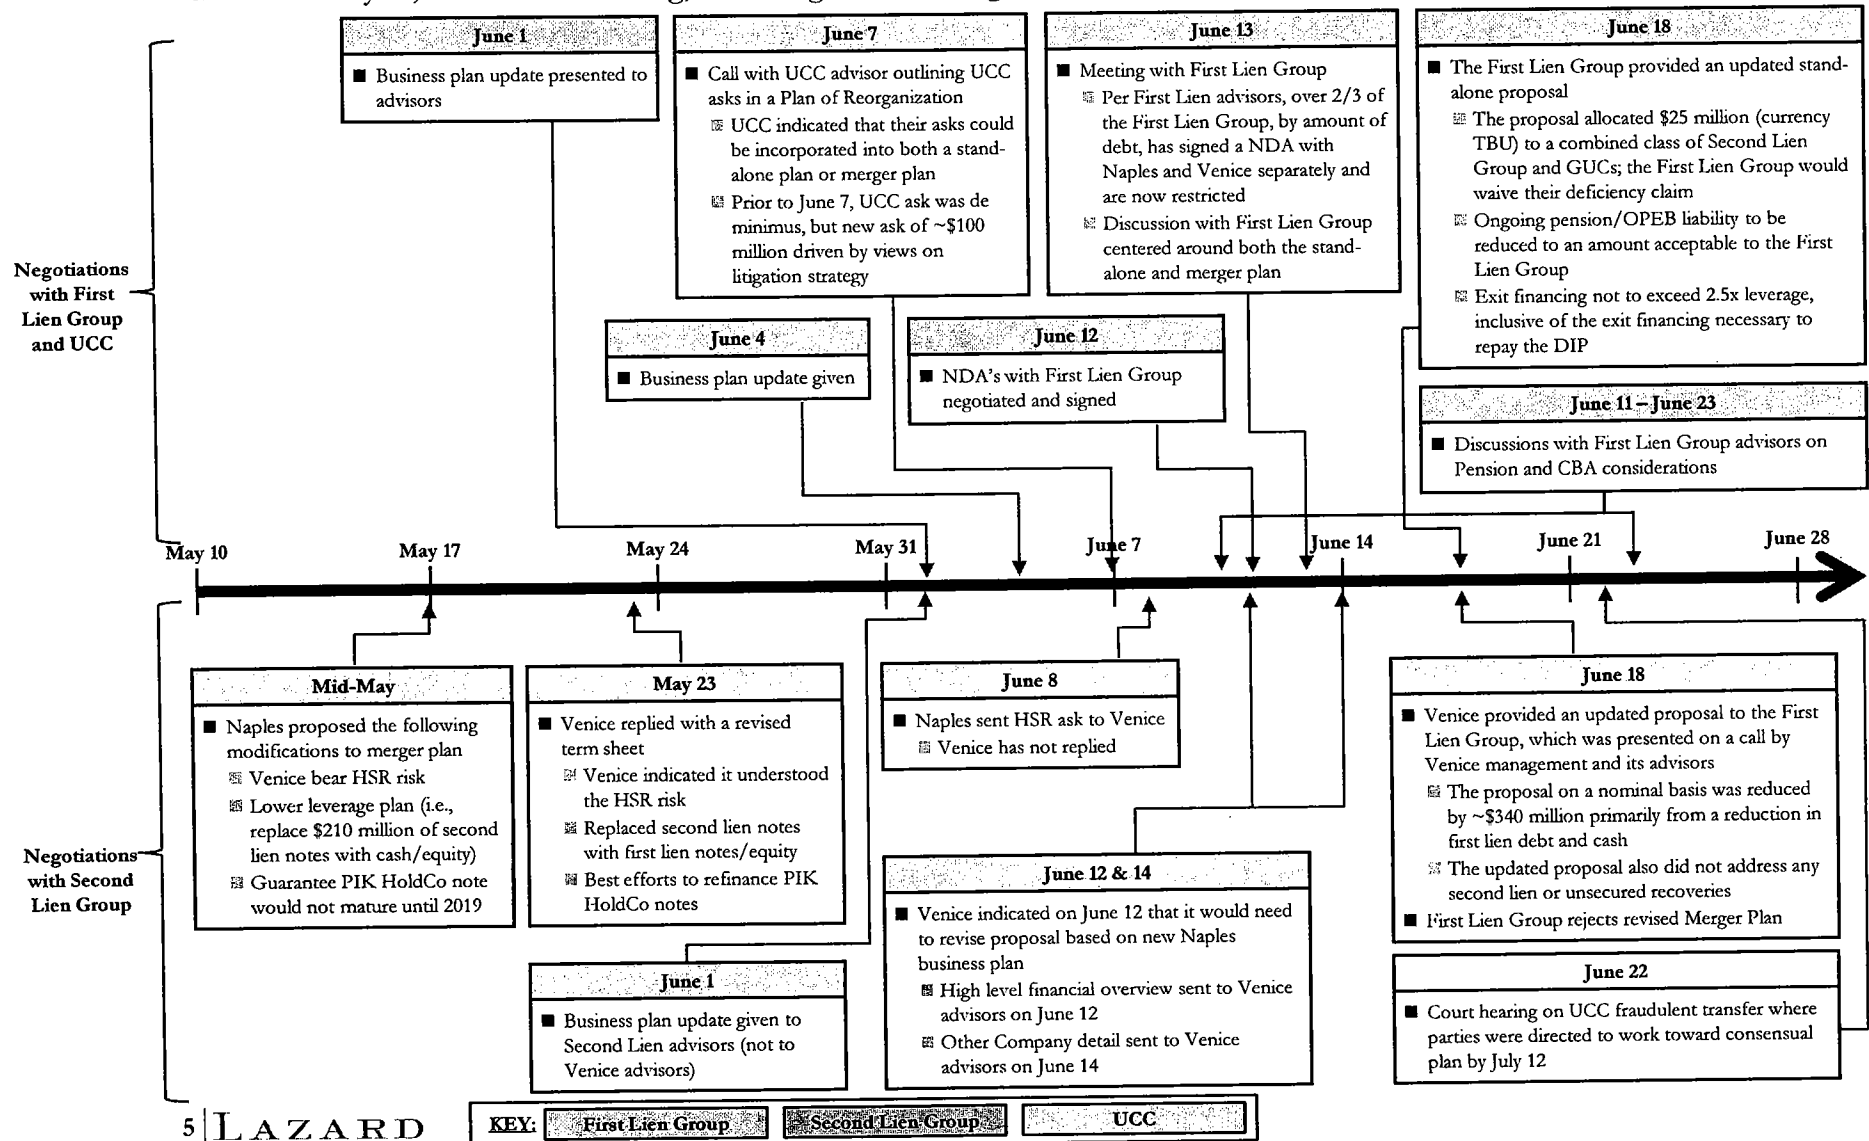 June 1
■ Business plan update presented to
advisors
June 7
■ Call with UCC advisor outlining UCC
asks in a Plan of Reorganization
UCC indicated that their asks could
be incorporated into both a stand-
alone plan or merger plan
Prior to June 7, UCC ask was de
minimus, but new ask of ~$100
million driven by views on
litigation strategy
June 13
■ Meeting with First Lien Group
Per First Lien advisors, over 2/3 of
the First Lien Group, by amount of
debt, has signed a NDA with
Naples and Venice separately and
are now restricted
Discussion with First Lien Group
centered around both the stand-
alone and merger plan
June 18
■ The First Lien Group provided an updated stand-
alone proposal
The proposal allocated $25 million (currency
TBU) to a combined class of Second Lien
Group and GUCs; the First Lien Group would
waive their deficiency claim
Ongoing pension/OPEB liability to be
reduced to an amount acceptable to the First
Lien Group
Exit financing not to exceed 2.5x leverage,
inclusive of the exit financing necessary to
repay the DIP
Negotiations
with First
Lien Group
and UCC
June 4
■ Business plan update given
June 12
■ NDA's with First Lien Group
negotiated and signed
June 11 – June 23
■ Discussions with First Lien Group advisors on
Pension and CBA considerations
May 10
May 17
May 24
May 31
June 7
June 14
June 21
June 28
Negotiations
with Second
Lien Group
Mid-May
■ Naples proposed the following
modifications to merger plan
Venice bear HSR risk
Lower leverage plan (i.e.,
replace $210 million of second
lien notes with cash/equity)
Guarantee PIK HoldCo note
would not mature until 2019
May 23
■ Venice replied with a revised
term sheet
Venice indicated it understood
the HSR risk
Replaced second lien notes
with first lien notes/equity
Best efforts to refinance PIK
HoldCo notes
June 8
■ Naples sent HSR ask to Venice
Venice has not replied
June 18
■ Venice provided an updated proposal to the First
Lien Group, which was presented on a call by
Venice management and its advisors
The proposal on a nominal basis was reduced
by ~$340 million primarily from a reduction in
first lien debt and cash
The updated proposal also did not address any
second lien or unsecured recoveries
■ First Lien Group rejects revised Merger Plan
June 1
■ Business plan update given to
Second Lien advisors (not to
Venice advisors)
June 12 & 14
■ Venice indicated on June 12 that it would need
to revise proposal based on new Naples
business plan
High level financial overview sent to Venice
advisors on June 12
Other Company detail sent to Venice
advisors on June 14
June 22
■ Court hearing on UCC fraudulent transfer where
parties were directed to work toward consensual
plan by July 12
5 | LAZARD
KEY: First Lien Group Second Lien Group UCC